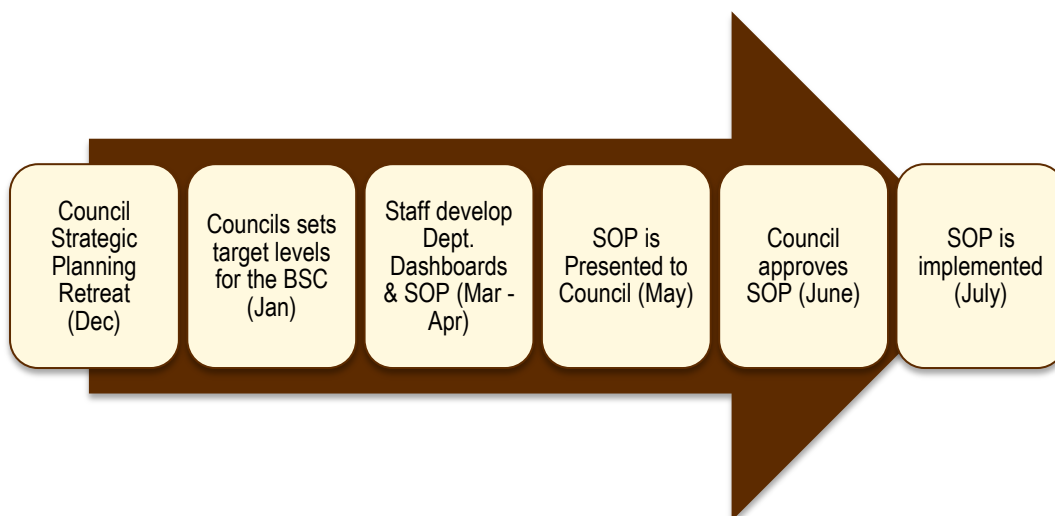 Council
Strategic
Planning
Retreat
(Dec)
Councils sets
target levels
for the BSC
(Jan)
Staff develop
Dept.
Dashboards
& SOP (Mar -
Apr)
SOP is
Presented to
Council (May)
Council
approves
SOP (June)
SOP is
implemented
(July)